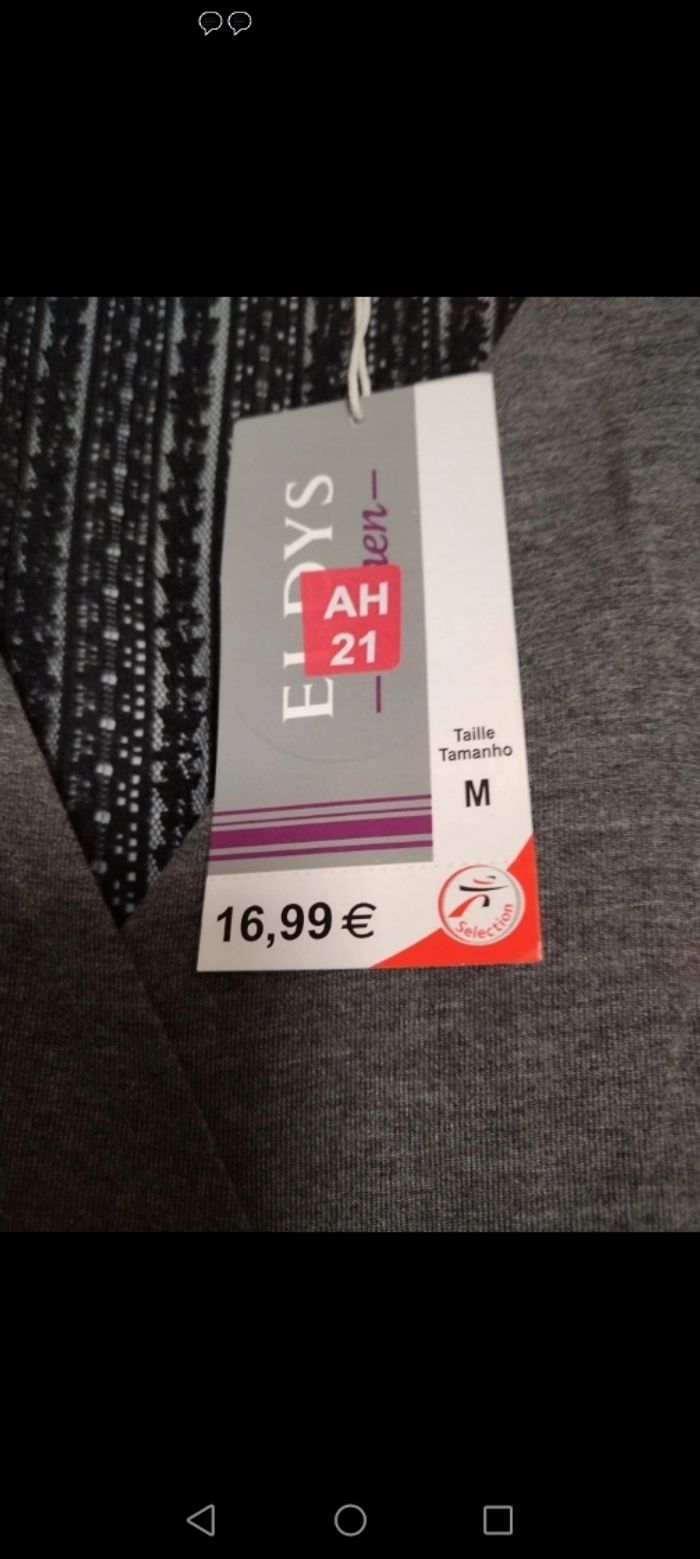 ELDYS
AH
21
Taille
Tamanho
M
16,99 €
Selection